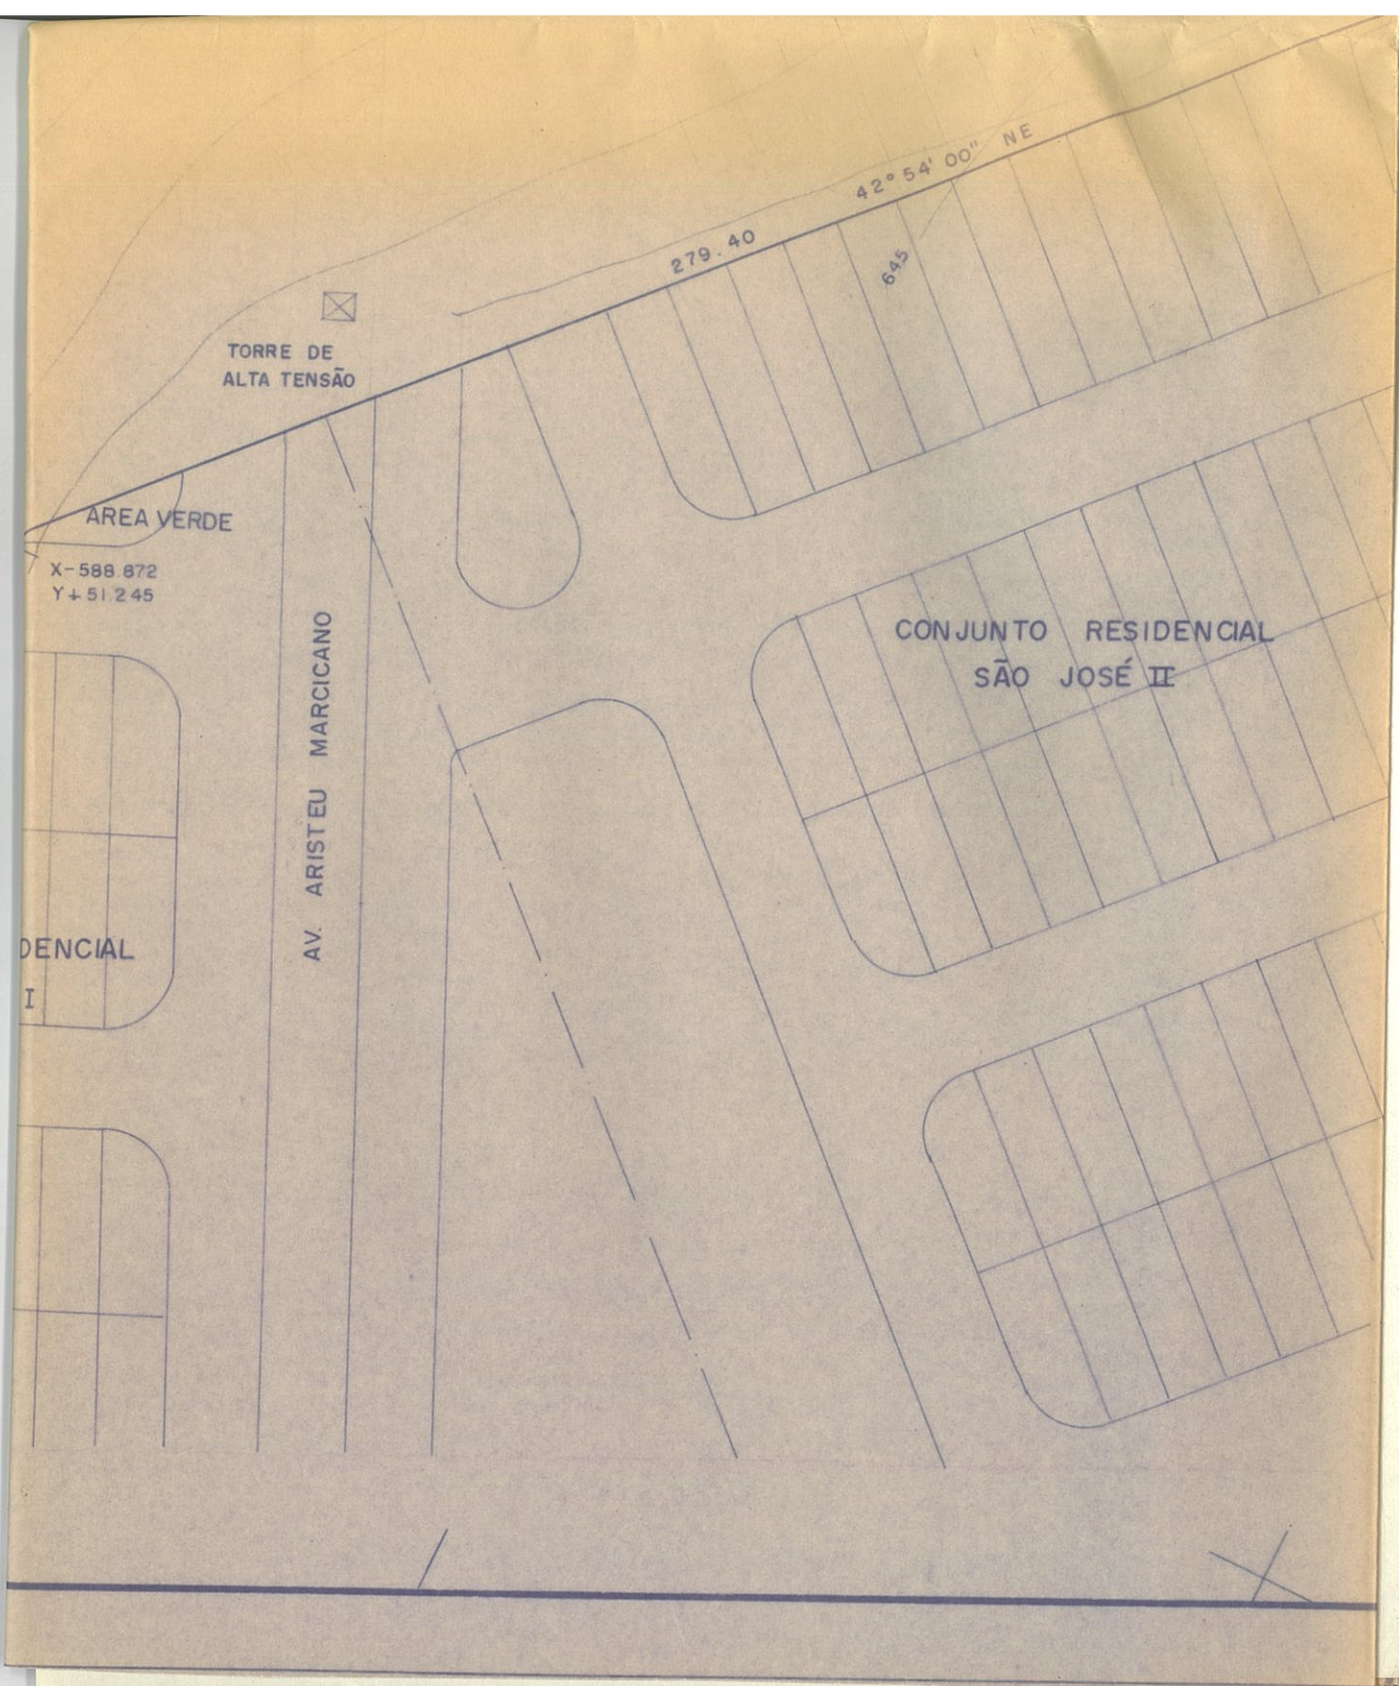 42° 54' 00" NE
279.40
645
TORRE DE
ALTA TENSÃO
AREA VERDE
X-588.872
Y+51.245
CONJUNTO RESIDENCIAL
SÃO JOSÉ II
AV. ARISTEU MARCICANO
DENCIAL
I